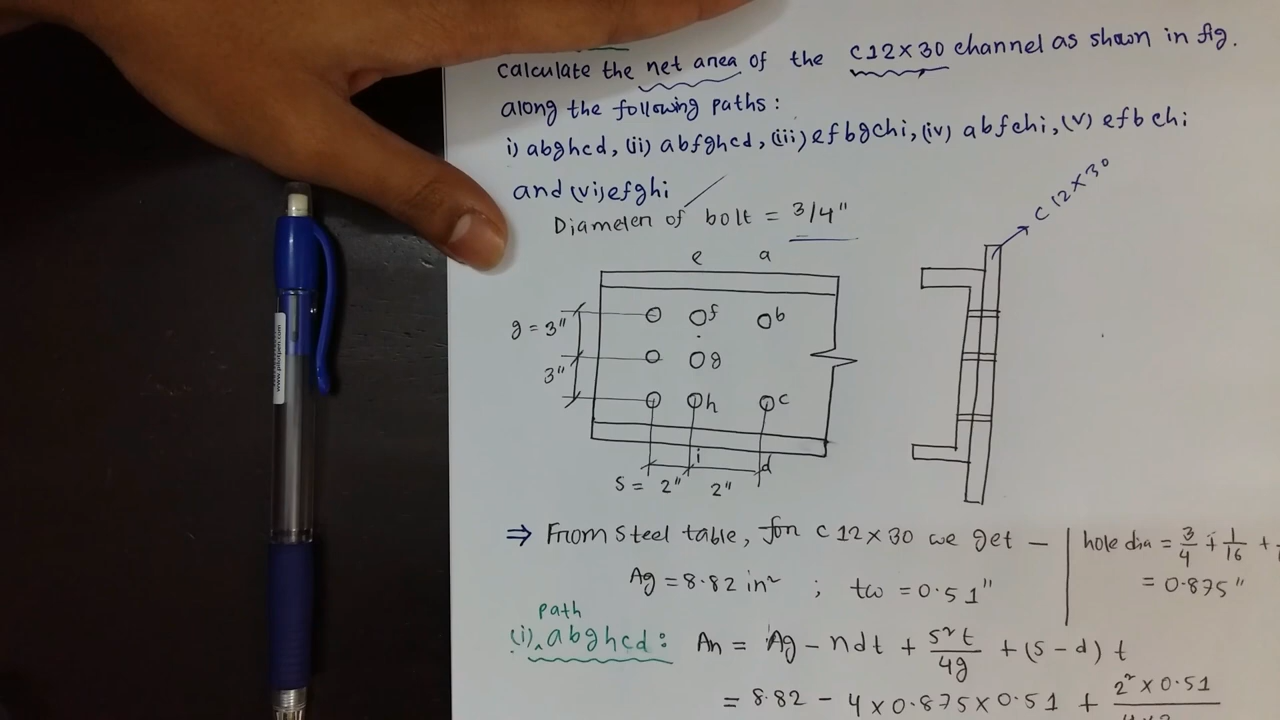 calculate the net area of the C12×30 channel as shown in fig.
along the following paths:
i) abghcd, (ii) abfghcd, (iii) efbgchi, (iv) abfchi, (v) efbchi
and (vi) efghi
Diameter of bolt = 3/4"
C12×30
e a
f b
g = 3"
g
3"
h c
i d
S = 2" 2"
⇒ From steel table, for C12×30 we get —
hole dia = 3/4 + 1/16 +
Ag = 8.82 in² ; tw = 0.51"
= 0.875"
path
(i) abghcd: An = Ag - ndt + s²t/4g + (s - d) t
= 8.82 - 4×0.875×0.51 + 2²×0.51